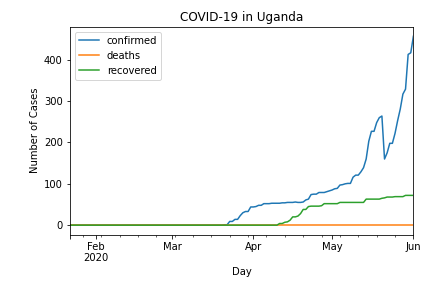 COVID-19 in Uganda
confirmed
deaths
recovered
Number of Cases
400
300
200
100
0
Feb
2020
Mar
Apr
May
Jun
Day